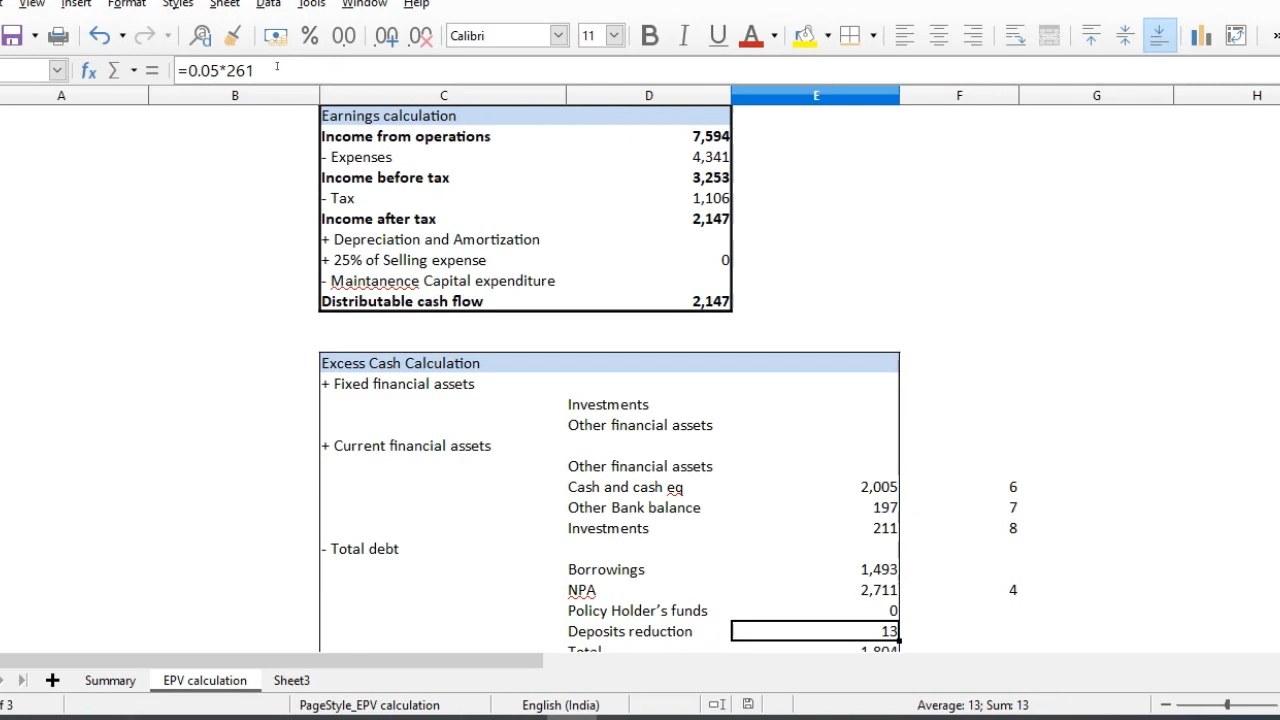 View Insert Format Styles Sheet Data Tools Window Help
Calibri 11
=0.05*261
A B C D E F G H
Earnings calculation
Income from operations 7,594
- Expenses 4,341
Income before tax 3,253
- Tax 1,106
Income after tax 2,147
+ Depreciation and Amortization
+ 25% of Selling expense 0
- Maintanence Capital expenditure
Distributable cash flow 2,147
Excess Cash Calculation
+ Fixed financial assets
Investments
Other financial assets
+ Current financial assets
Other financial assets
Cash and cash eq 2,005 6
Other Bank balance 197 7
Investments 211 8
- Total debt
Borrowings 1,493
NPA 2,711 4
Policy Holder's funds 0
Deposits reduction 13
Total 1,804
Summary EPV calculation Sheet3
of 3 PageStyle_EPV calculation English (India) Average: 13; Sum: 13